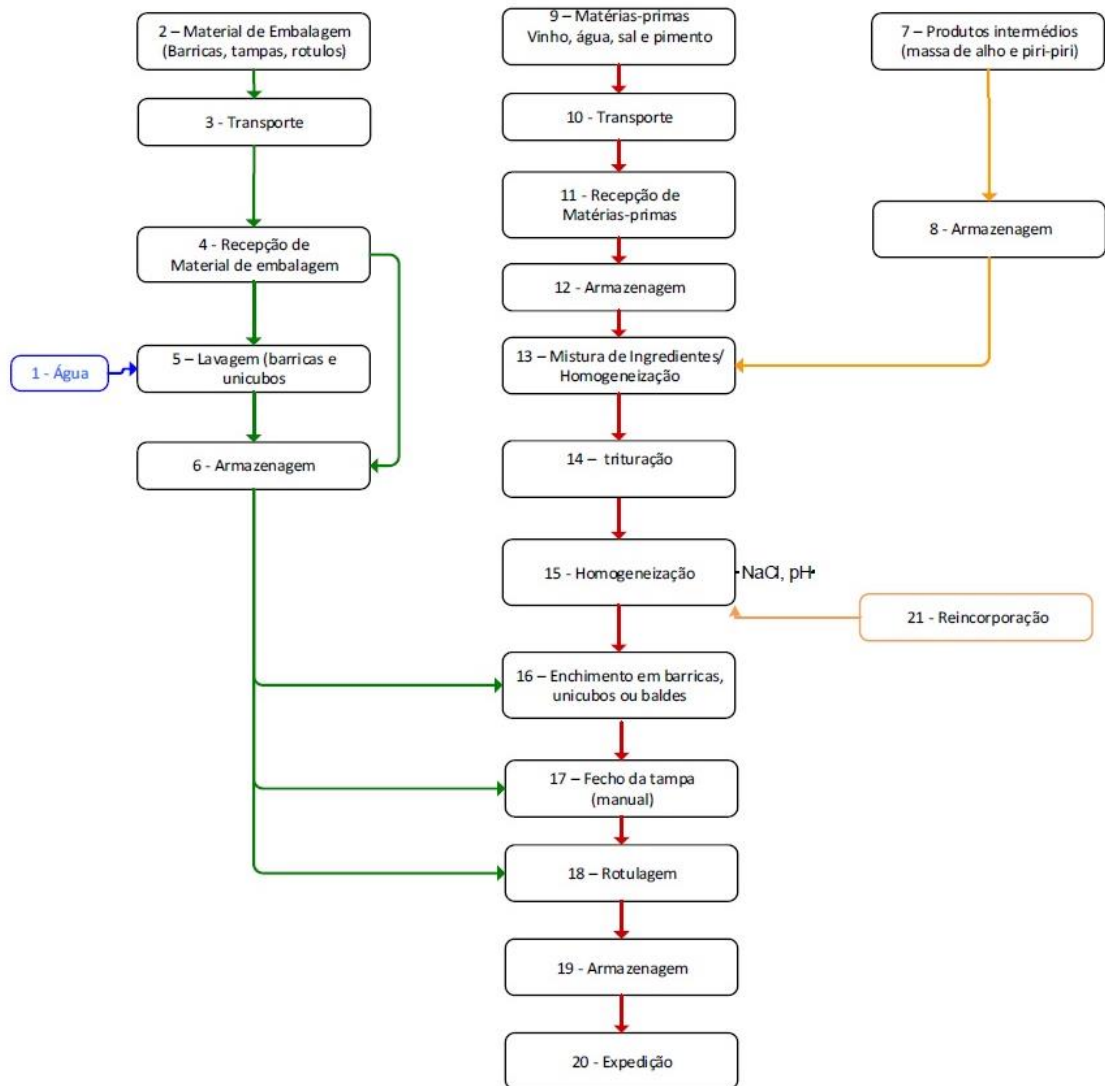 2 – Material de Embalagem
(Barricas, tampas, rotulos)
3 - Transporte
4 - Recepção de
Material de embalagem
1 - Água
5 – Lavagem (barricas e
unicubos
6 - Armazenagem
9 – Matérias-primas
Vinho, água, sal e pimento
10 - Transporte
11 - Recepção de
Matérias-primas
12 - Armazenagem
13 – Mistura de Ingredientes/
Homogeneização
14 – trituração
15 - Homogeneização
NaCl, pH
16 – Enchimento em barricas,
unicubos ou baldes
17 – Fecho da tampa
(manual)
18 – Rotulagem
19 - Armazenagem
20 - Expedição
7 – Produtos intermédios
(massa de alho e piri-piri)
8 - Armazenagem
21 - Reincorporação